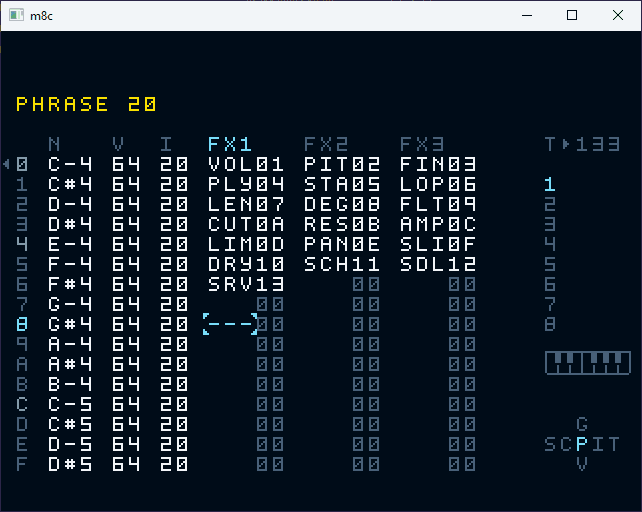 m8c
PHRASE 20
N V I FX1 FX2 FX3 T 133
0 C-4 64 20 VOL01 PIT02 FIN03
1 C#4 64 20 PLY04 STA05 LOP06 1
2 D-4 64 20 LEN07 DEG08 FLT09 2
3 D#4 64 20 CUT0A RES0B AMP0C 3
4 E-4 64 20 LIM0D PAN0E SLI0F 4
5 F-4 64 20 DRY10 SCH11 SDL12 5
6 F#4 64 20 SRV13 00 00 6
7 G-4 64 20 00 00 00 7
8 G#4 64 20 ---00 00 00 8
9 A-4 64 20 00 00 00
A A#4 64 20 00 00 00
B B-4 64 20 00 00 00
C C-5 64 20 00 00 00
D C#5 64 20 00 00 00 G
E D-5 64 20 00 00 00 SCPIT
F D#5 64 20 00 00 00 V